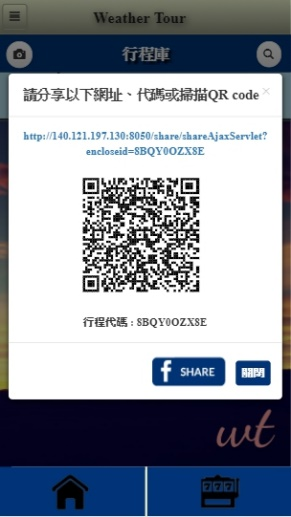 Weather Tour
行程庫
請分享以下網址、代碼或掃描QR code ×
http://140.121.197.130:8050/share/shareAjaxServlet?
encloseid=8BQY0OZX8E
行程代碼 : 8BQY0OZX8E
f SHARE
關閉
wt
777